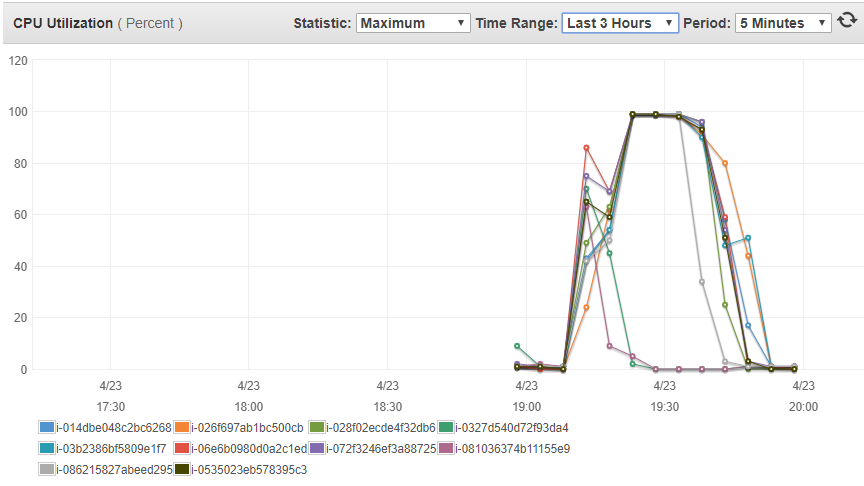 CPU Utilization ( Percent ) Statistic: Maximum Time Range: Last 3 Hours Period: 5 Minutes
120
100
80
60
40
20
0
4/23 4/23 4/23 4/23 4/23 4/23
17:30 18:00 18:30 19:00 19:30 20:00
i-014dbe048c2bc6268 i-026f697ab1bc500cb i-028f02ecde4f32db6 i-0327d540d72f93da4
i-03b2386bf5809e1f7 i-06e6b0980d0a2c1ed i-072f3246ef3a88725 i-081036374b11155e9
i-086215827abeed295 i-0535023eb578395c3